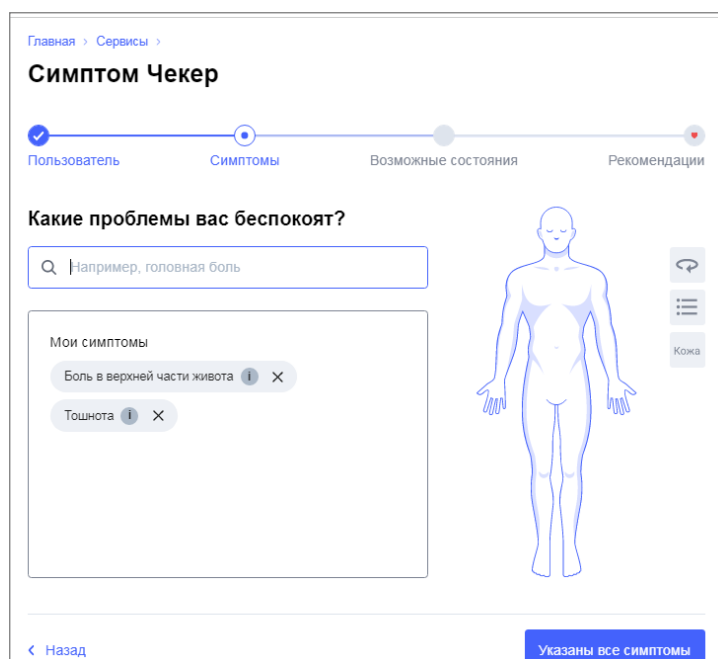 Главная › Сервисы ›
Симптом Чекер
Пользователь Симптомы Возможные состояния Рекомендации
Какие проблемы вас беспокоят?
Например, головная боль
Мои симптомы
Боль в верхней части живота i ×
Тошнота i ×
Кожа
‹ Назад
Указаны все симптомы